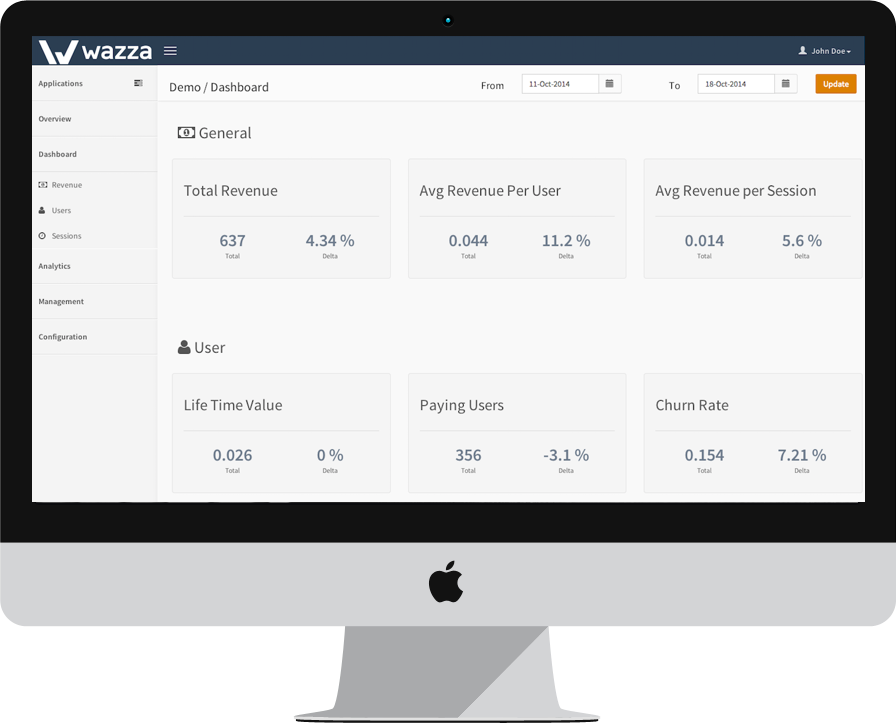 wazza
John Doe
Applications
Overview
Dashboard
Revenue
Users
Sessions
Analytics
Management
Configuration
Demo / Dashboard
From
11-Oct-2014
To
18-Oct-2014
Update
General
Total Revenue
637
4.34 %
Total
Delta
Avg Revenue Per User
0.044
11.2 %
Total
Delta
Avg Revenue per Session
0.014
5.6 %
Total
Delta
User
Life Time Value
0.026
0 %
Total
Delta
Paying Users
356
-3.1 %
Total
Delta
Churn Rate
0.154
7.21 %
Total
Delta